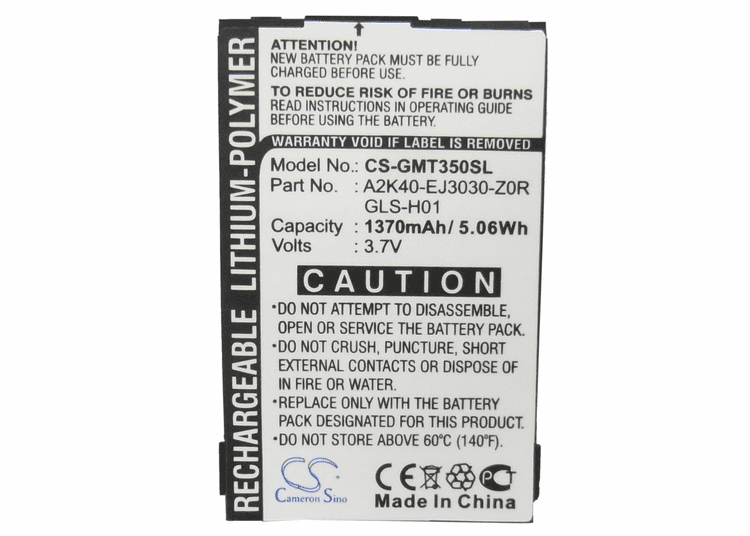 RECHARGEABLE LITHIUM-POLYMER
ATTENTION!
NEW BATTERY PACK MUST BE FULLY
CHARGED BEFORE USE.
TO REDUCE RISK OF FIRE OR BURNS
READ INSTRUCTIONS IN OPERATING GUIDE
BEFORE USING THE BATTERY.
WARRANTY VOID IF LABEL IS REMOVED
Model No.: CS-GMT350SL
Part No. : A2K40-EJ3030-Z0R
GLS-H01
Capacity : 1370mAh/ 5.06Wh
Volts : 3.7V
CAUTION
•DO NOT ATTEMPT TO DISASSEMBLE,
OPEN OR SERVICE THE BATTERY PACK.
•DO NOT CRUSH, PUNCTURE, SHORT
EXTERNAL CONTACTS OR DISPOSE OF
IN FIRE OR WATER.
•REPLACE ONLY WITH THE BATTERIES
DESIGNATED FOR THIS PRODUCT.
•DO NOT STORE ABOVE 60°C (140°F).
CS
Cameron Sino
CE PCT
Made In China